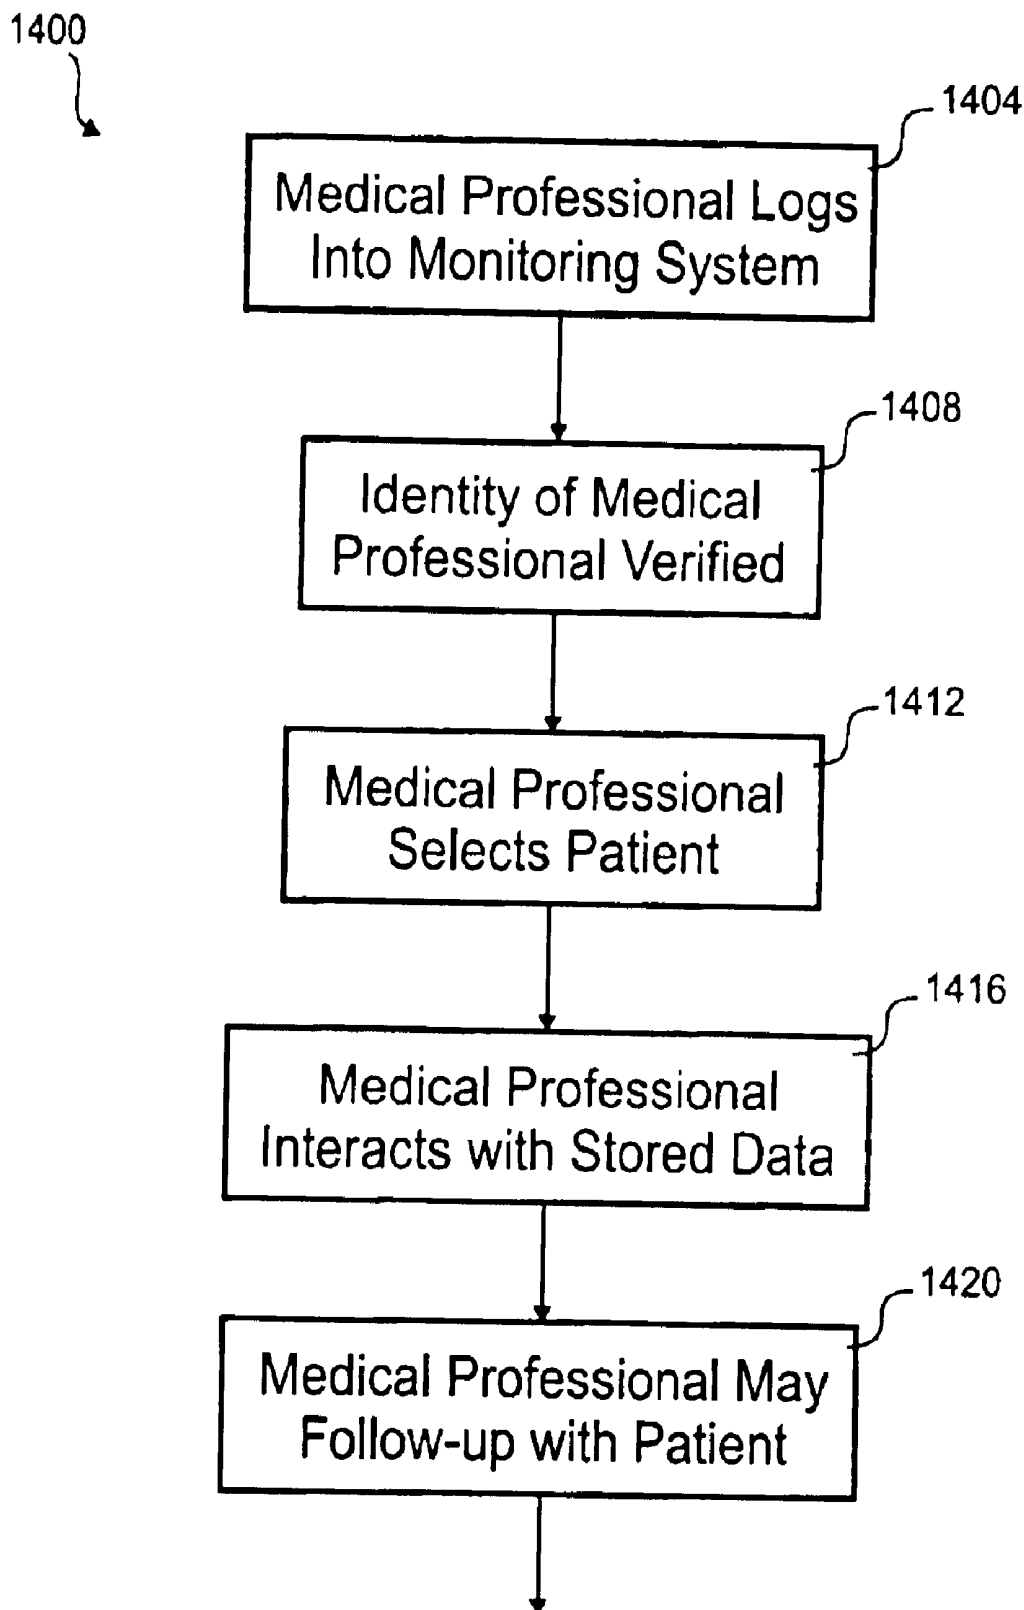 1400
1404
Medical Professional Logs
Into Monitoring System
1408
Identity of Medical
Professional Verified
1412
Medical Professional
Selects Patient
1416
Medical Professional
Interacts with Stored Data
1420
Medical Professional May
Follow-up with Patient